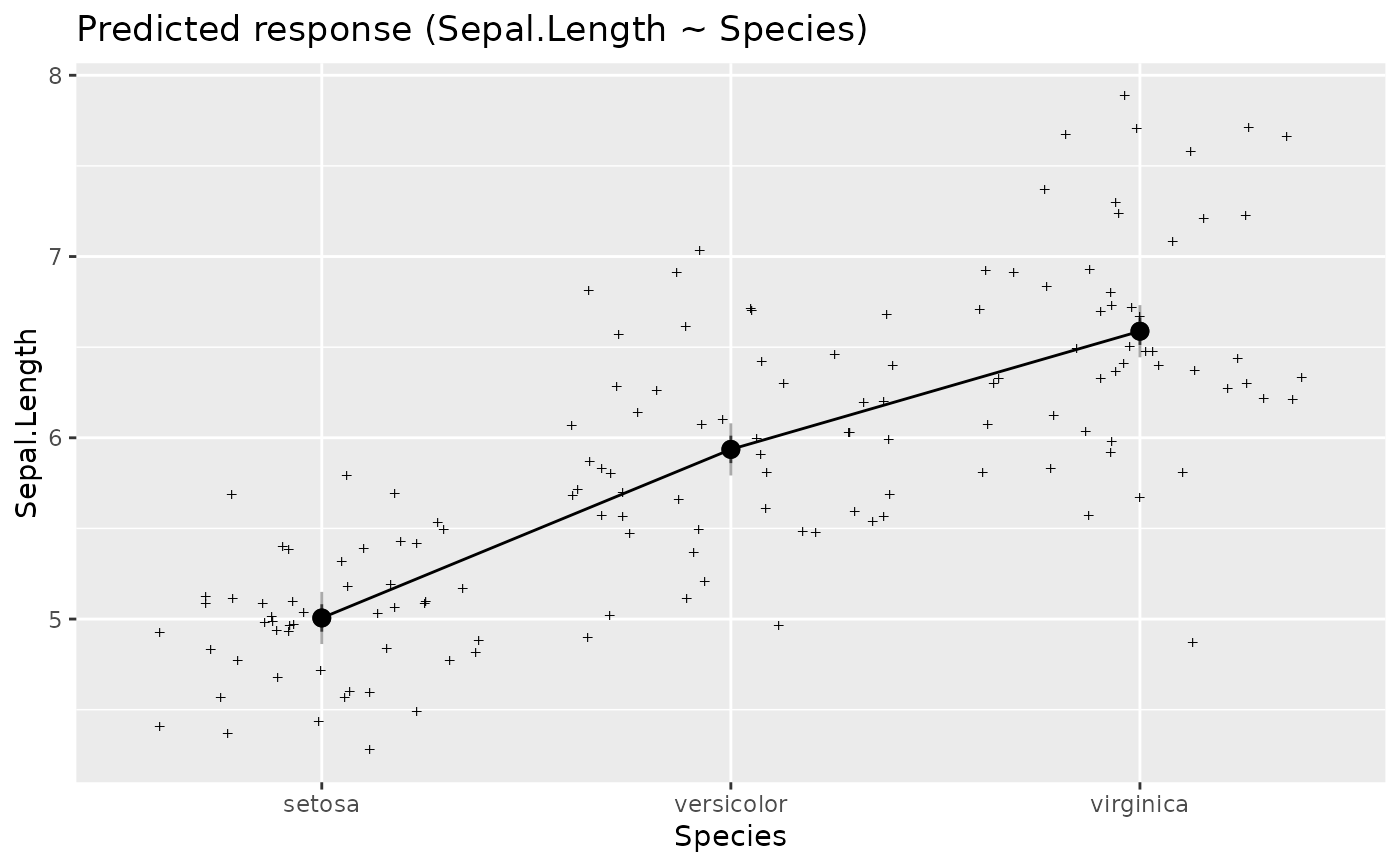 Predicted response (Sepal.Length ~ Species)
8
7
6
5
Sepal.Length
setosa
versicolor
virginica
Species